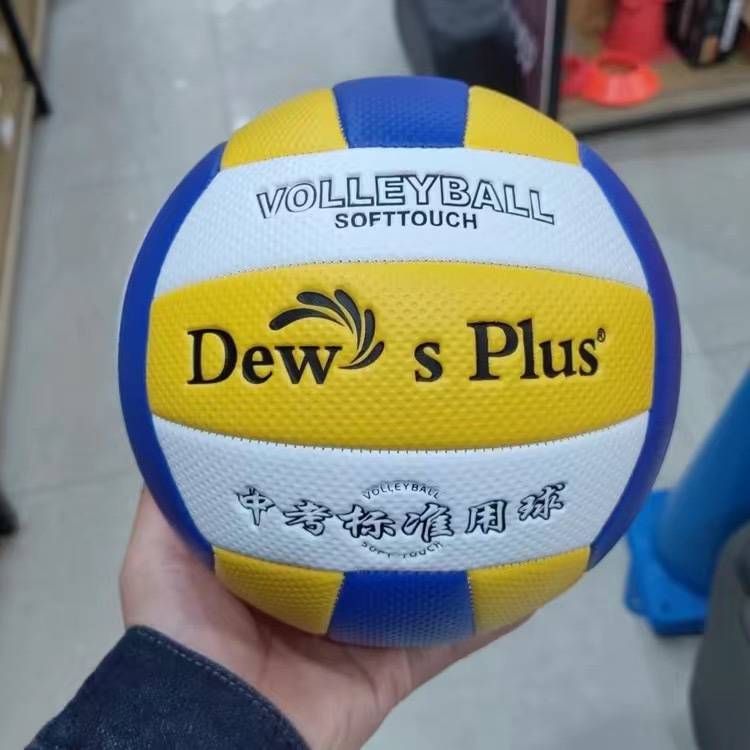 VOLLEYBALL
SOFTTOUCH
Dew s Plus®
VOLLEYBALL
中考标准用球
SOFT TOUCH